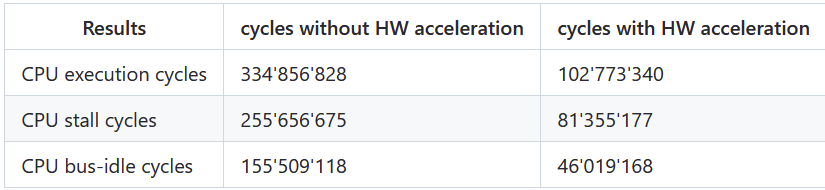 Results cycles without HW acceleration cycles with HW acceleration
CPU execution cycles 334'856'828 102'773'340
CPU stall cycles 255'656'675 81'355'177
CPU bus-idle cycles 155'509'118 46'019'168